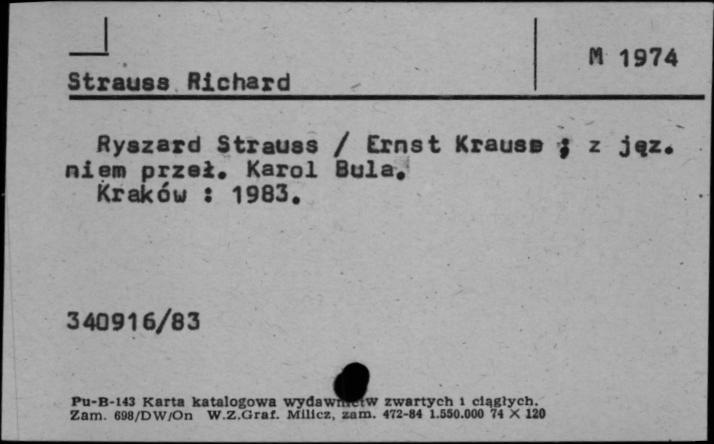 M 1974
Strauss Richard
Ryszard Strauss / Ernst Krause ; z jęz.
niem przeł. Karol Bula.
Kraków : 1983.
340916/83
Pu-B-143 Karta katalogowa wydawnictw zwartych i ciągłych.
Zam. 698/DW/On W.Z.Graf. Milicz, zam. 472-84 1.550.000 74 X 120